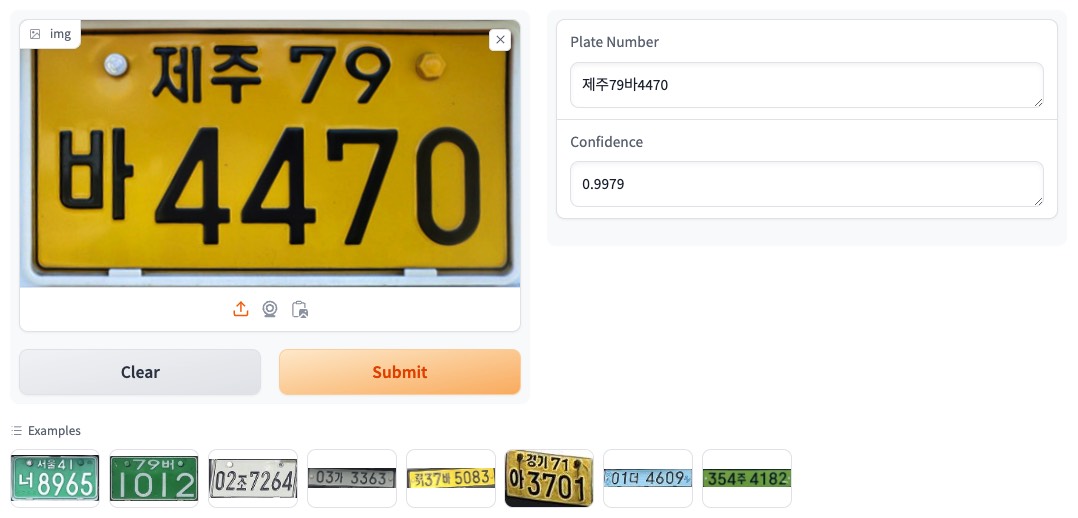 img
제주 79
바 4470
Clear
Submit
Plate Number
제주79바4470
Confidence
0.9979
Examples
서울41
너8965
79버
1012
02조7264
03가 3363
37배 5083
경기71
아3701
01더 4609
354주 4182